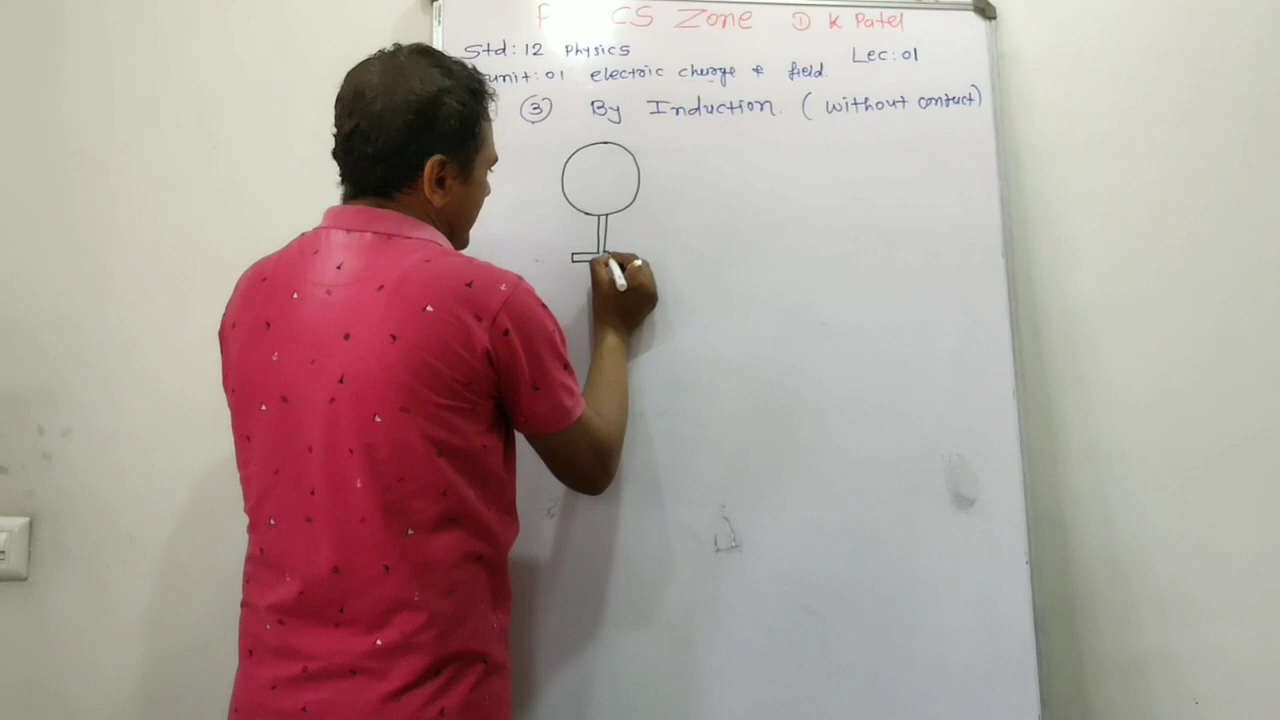 CS Zone ① K Patel
Std: 12 Physics
Lec: 01
unit: 01 electric charge & field.
③ By Induction. (without contact)